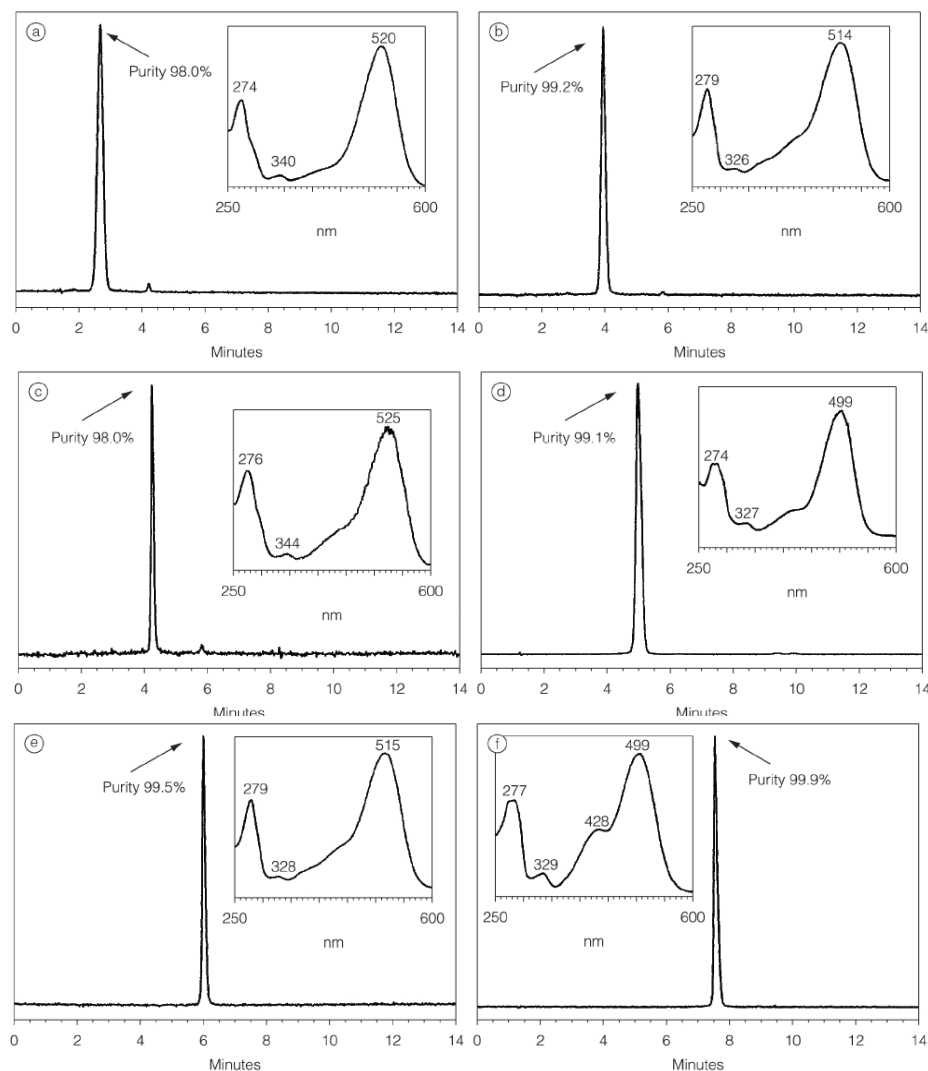 a
Purity 98.0%
274
340
520
250
600
nm
0 2 4 6 8 10 12 14
Minutes
b
Purity 99.2%
279
326
514
250
600
nm
0 2 4 6 8 10 12 14
Minutes
c
Purity 98.0%
276
344
525
250
600
nm
0 2 4 6 8 10 12 14
Minutes
d
Purity 99.1%
274
327
499
250
600
nm
0 2 4 6 8 10 12 14
Minutes
e
Purity 99.5%
279
328
515
250
600
nm
0 2 4 6 8 10 12 14
Minutes
f
277
329
428
499
250
600
nm
Purity 99.9%
0 2 4 6 8 10 12 14
Minutes